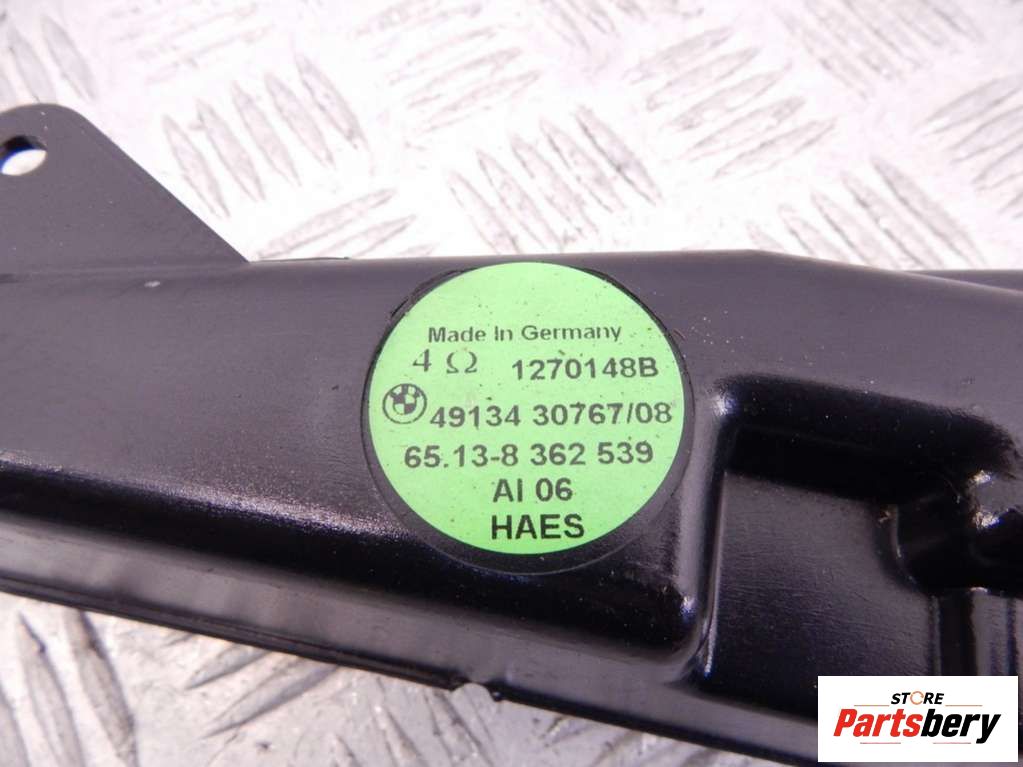 Made In Germany
4 Ω 1270148B
49134 30767/08
65.13-8 362 539
AI 06
HAES
STORE
Partsbery